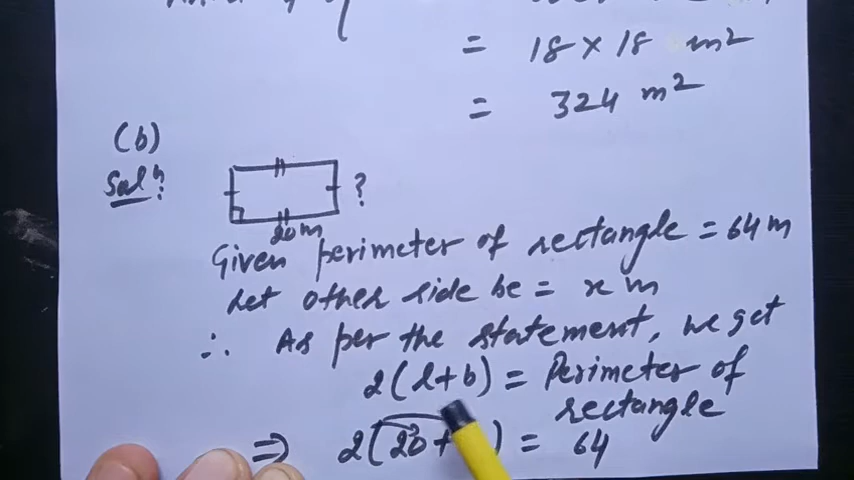 = 18 × 18 m²
= 324 m²
(b)
Solⁿ:
?
20m
Given perimeter of rectangle = 64 m
Let other side be = x m
∴ As per the statement, we get
2(l+b) = Perimeter of
rectangle
⇒ 2(20+ ) = 64